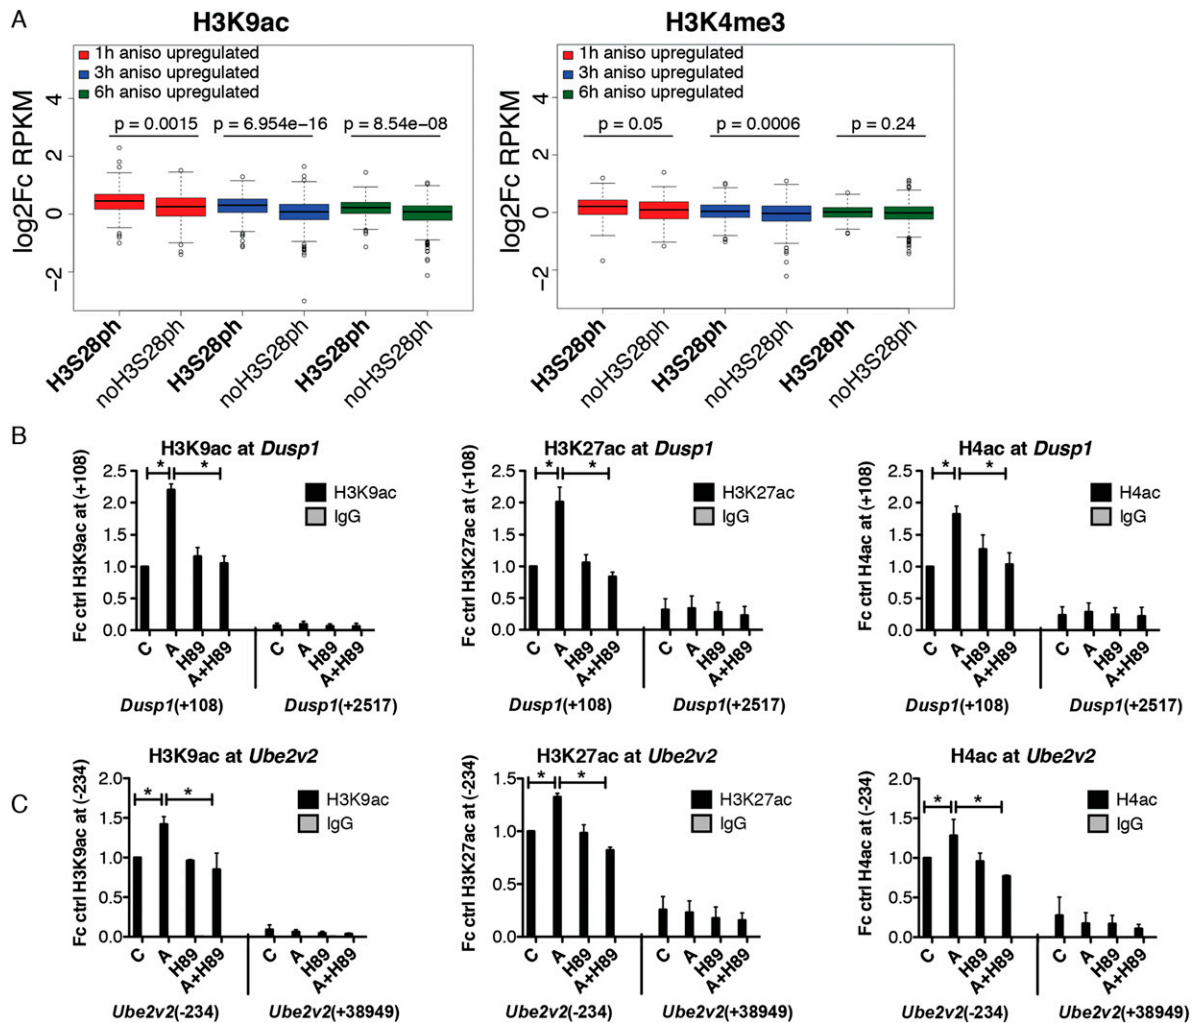 A
H3K9ac
H3K4me3
1h aniso upregulated
3h aniso upregulated
6h aniso upregulated
1h aniso upregulated
3h aniso upregulated
6h aniso upregulated
p = 0.0015
p = 6.954e−16
p = 8.54e−08
p = 0.05
p = 0.0006
p = 0.24
log2Fc RPKM
4
2
0
−2
log2Fc RPKM
4
2
0
−2
H3S28ph
noH3S28ph
H3S28ph
noH3S28ph
H3S28ph
noH3S28ph
H3S28ph
noH3S28ph
H3S28ph
noH3S28ph
H3S28ph
noH3S28ph
B
H3K9ac at Dusp1
Fc ctrl H3K9ac at (+108)
2.5
2.0
1.5
1.0
0.5
0.0
* *
H3K9ac
IgG
C A H89 A+H89 C A H89 A+H89
Dusp1(+108) Dusp1(+2517)
H3K27ac at Dusp1
Fc ctrl H3K27ac at (+108)
2.5
2.0
1.5
1.0
0.5
0.0
* *
H3K27ac
IgG
C A H89 A+H89 C A H89 A+H89
Dusp1(+108) Dusp1(+2517)
H4ac at Dusp1
Fc ctrl H4ac at (+108)
2.5
2.0
1.5
1.0
0.5
0.0
* *
H4ac
IgG
C A H89 A+H89 C A H89 A+H89
Dusp1(+108) Dusp1(+2517)
C
H3K9ac at Ube2v2
Fc ctrl H3K9ac at (-234)
2.0
1.5
1.0
0.5
0.0
* *
H3K9ac
IgG
C A H89 A+H89 C A H89 A+H89
Ube2v2(-234) Ube2v2(+38949)
H3K27ac at Ube2v2
Fc ctrl H3K27ac at (-234)
1.5
1.0
0.5
0.0
* *
H3K27ac
IgG
C A H89 A+H89 C A H89 A+H89
Ube2v2(-234) Ube2v2(+38949)
H4ac at Ube2v2
Fc ctrl H4ac at (-234)
2.0
1.5
1.0
0.5
0.0
* *
H4ac
IgG
C A H89 A+H89 C A H89 A+H89
Ube2v2(-234) Ube2v2(+38949)